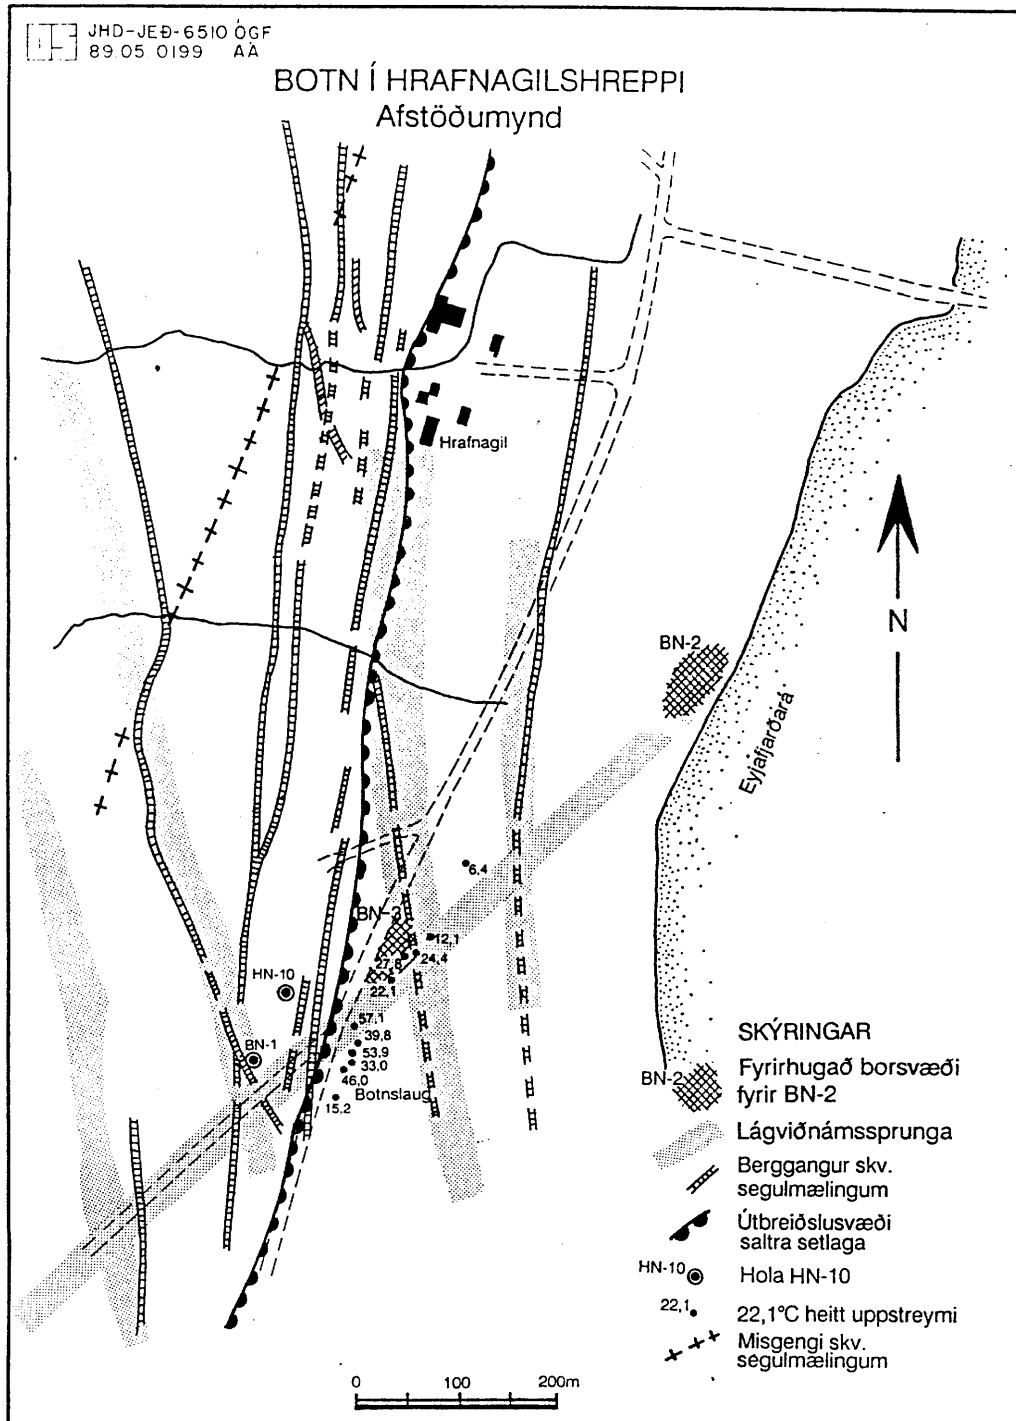 JHD-JEÐ-6510 ÓGF
89.05.0199 AÁ
BOTN Í HRAFNAGILSHREPPI
Afstöðumynd
Hrafnagil
N
BN-2
Eyjafjarðará
6,4
BN-3
12,1
24,4
27,8
22,1
HN-10
57,1
39,8
BN-1
53,9
33,0
46,0
Botnslaug
15,2
SKÝRINGAR
BN-2
Fyrirhugað borsvæði
fyrir BN-2
Lágviðnámssprunga
Berggangur skv.
segulmælingum
Útbreiðslusvæði
saltra setlaga
HN-10
Hola HN-10
22,1
22,1°C heitt uppstreymi
Misgengi skv.
segulmælingum
0 100 200m